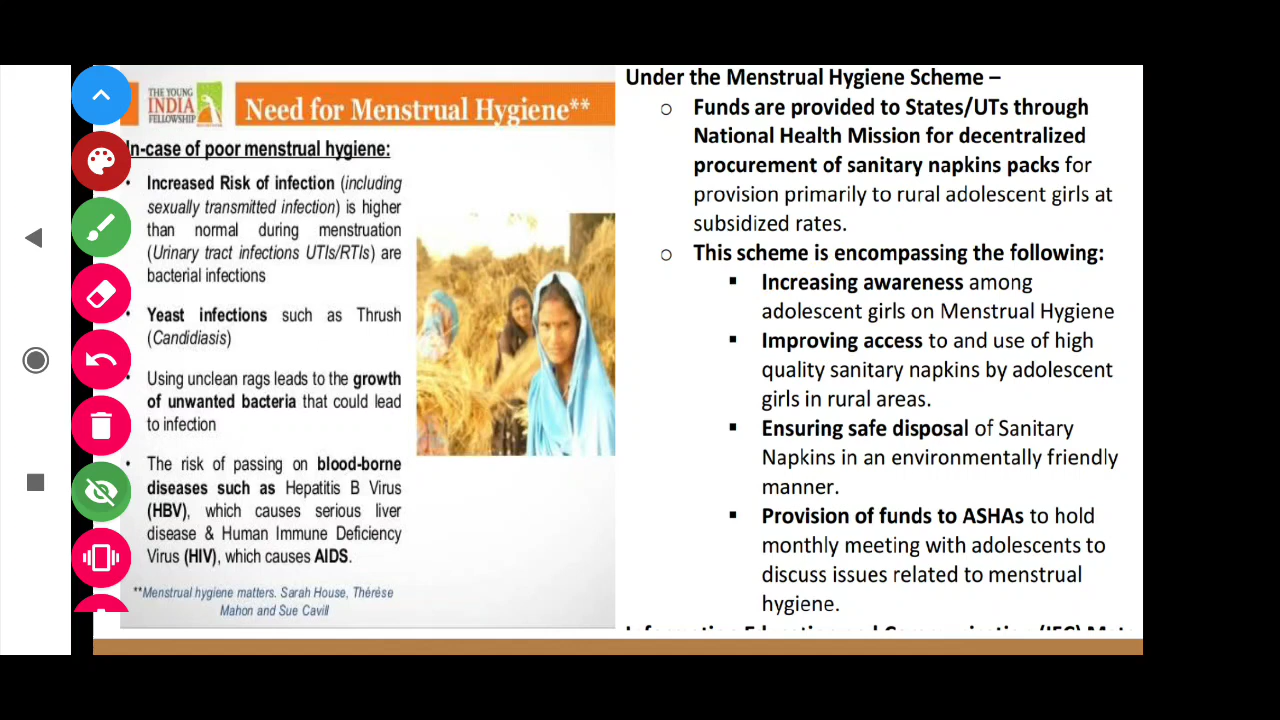 THE YOUNG
INDIA
FELLOWSHIP
Need for Menstrual Hygiene**
In-case of poor menstrual hygiene:
• Increased Risk of infection (including
sexually transmitted infection) is higher
than normal during menstruation
(Urinary tract infections UTIs/RTIs) are
bacterial infections
• Yeast infections such as Thrush
(Candidiasis)
• Using unclean rags leads to the growth
of unwanted bacteria that could lead
to infection
• The risk of passing on blood-borne
diseases such as Hepatitis B Virus
(HBV), which causes serious liver
disease & Human Immune Deficiency
Virus (HIV), which causes AIDS.
**Menstrual hygiene matters. Sarah House, Thérèse
Mahon and Sue Cavill
Under the Menstrual Hygiene Scheme –
o Funds are provided to States/UTs through
National Health Mission for decentralized
procurement of sanitary napkins packs for
provision primarily to rural adolescent girls at
subsidized rates.
o This scheme is encompassing the following:
▪ Increasing awareness among
adolescent girls on Menstrual Hygiene
▪ Improving access to and use of high
quality sanitary napkins by adolescent
girls in rural areas.
▪ Ensuring safe disposal of Sanitary
Napkins in an environmentally friendly
manner.
▪ Provision of funds to ASHAs to hold
monthly meeting with adolescents to
discuss issues related to menstrual
hygiene.